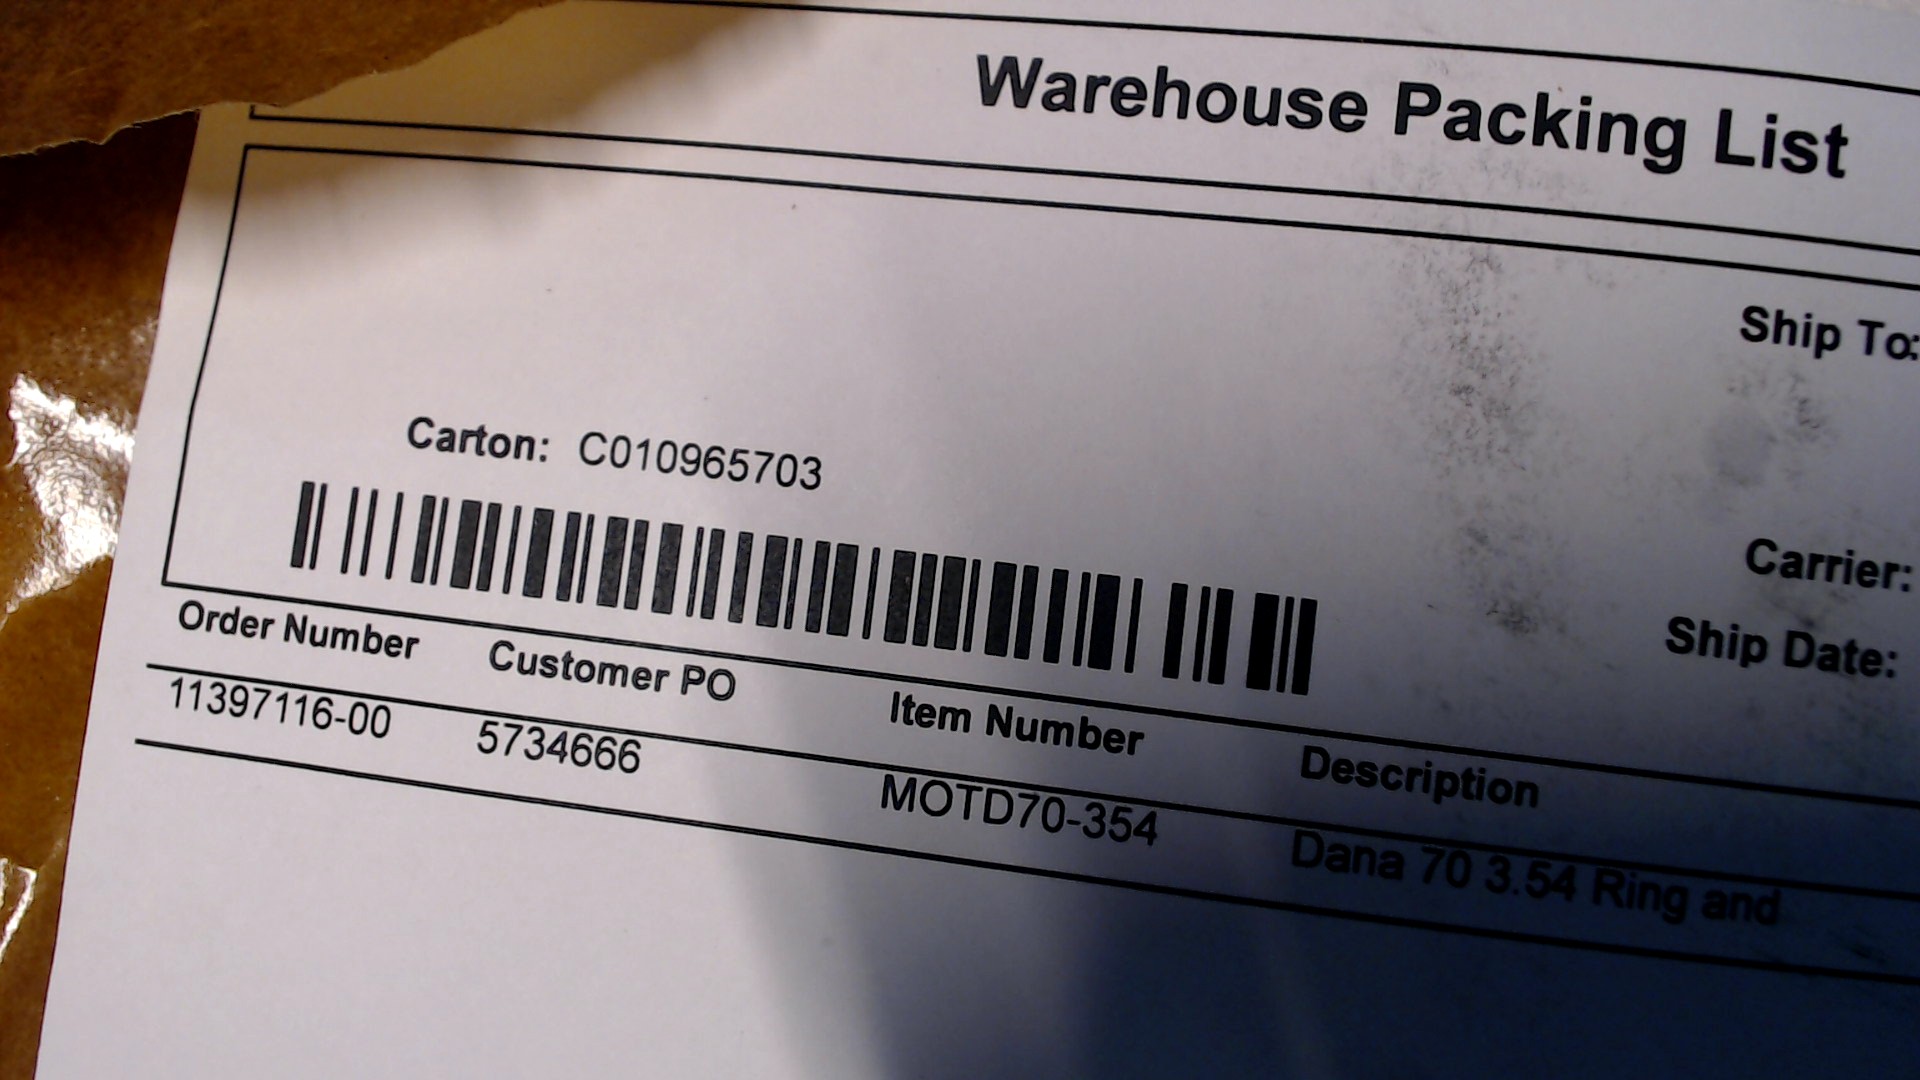 Warehouse Packing List
Ship To:
Carton: C010965703
Carrier:
Ship Date:
Order Number Customer PO Item Number Description
11397116-00 5734666 MOTD70-354 Dana 70 3.54 Ring and